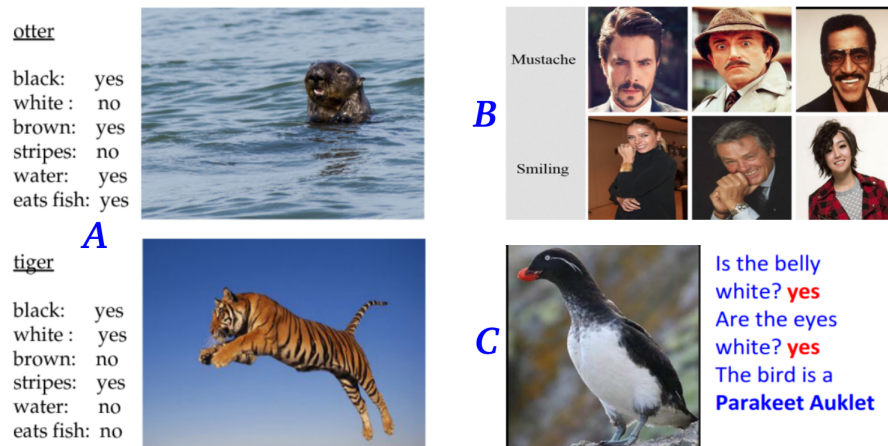 otter
black: yes
white : no
brown: yes
stripes: no
water: yes
eats fish: yes
A
tiger
black: yes
white : yes
brown: no
stripes: yes
water: no
eats fish: no
B
Mustache
Smiling
C
Is the belly
white? yes
Are the eyes
white? yes
The bird is a
Parakeet Auklet